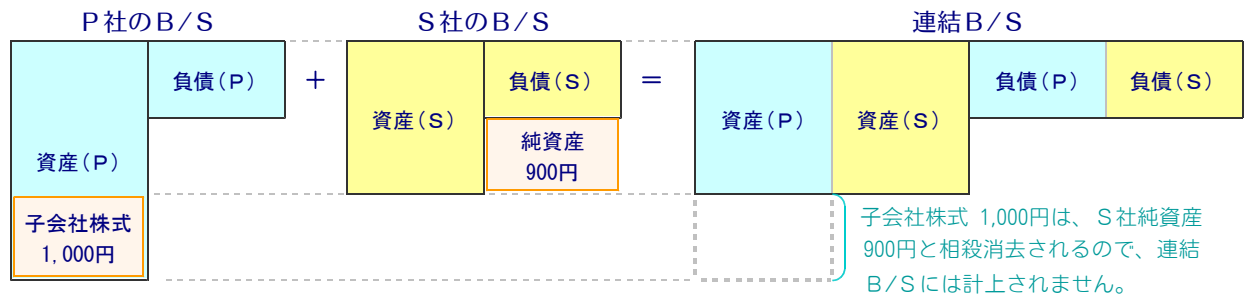 P社のB/S
S社のB/S
連結B/S
資産(P)
負債(P)
子会社株式
1,000円
+
資産(S)
負債(S)
純資産
900円
=
資産(P)
資産(S)
負債(P)
負債(S)
子会社株式 1,000円は、S社純資産
900円と相殺消去されるので、連結
B/Sには計上されません。